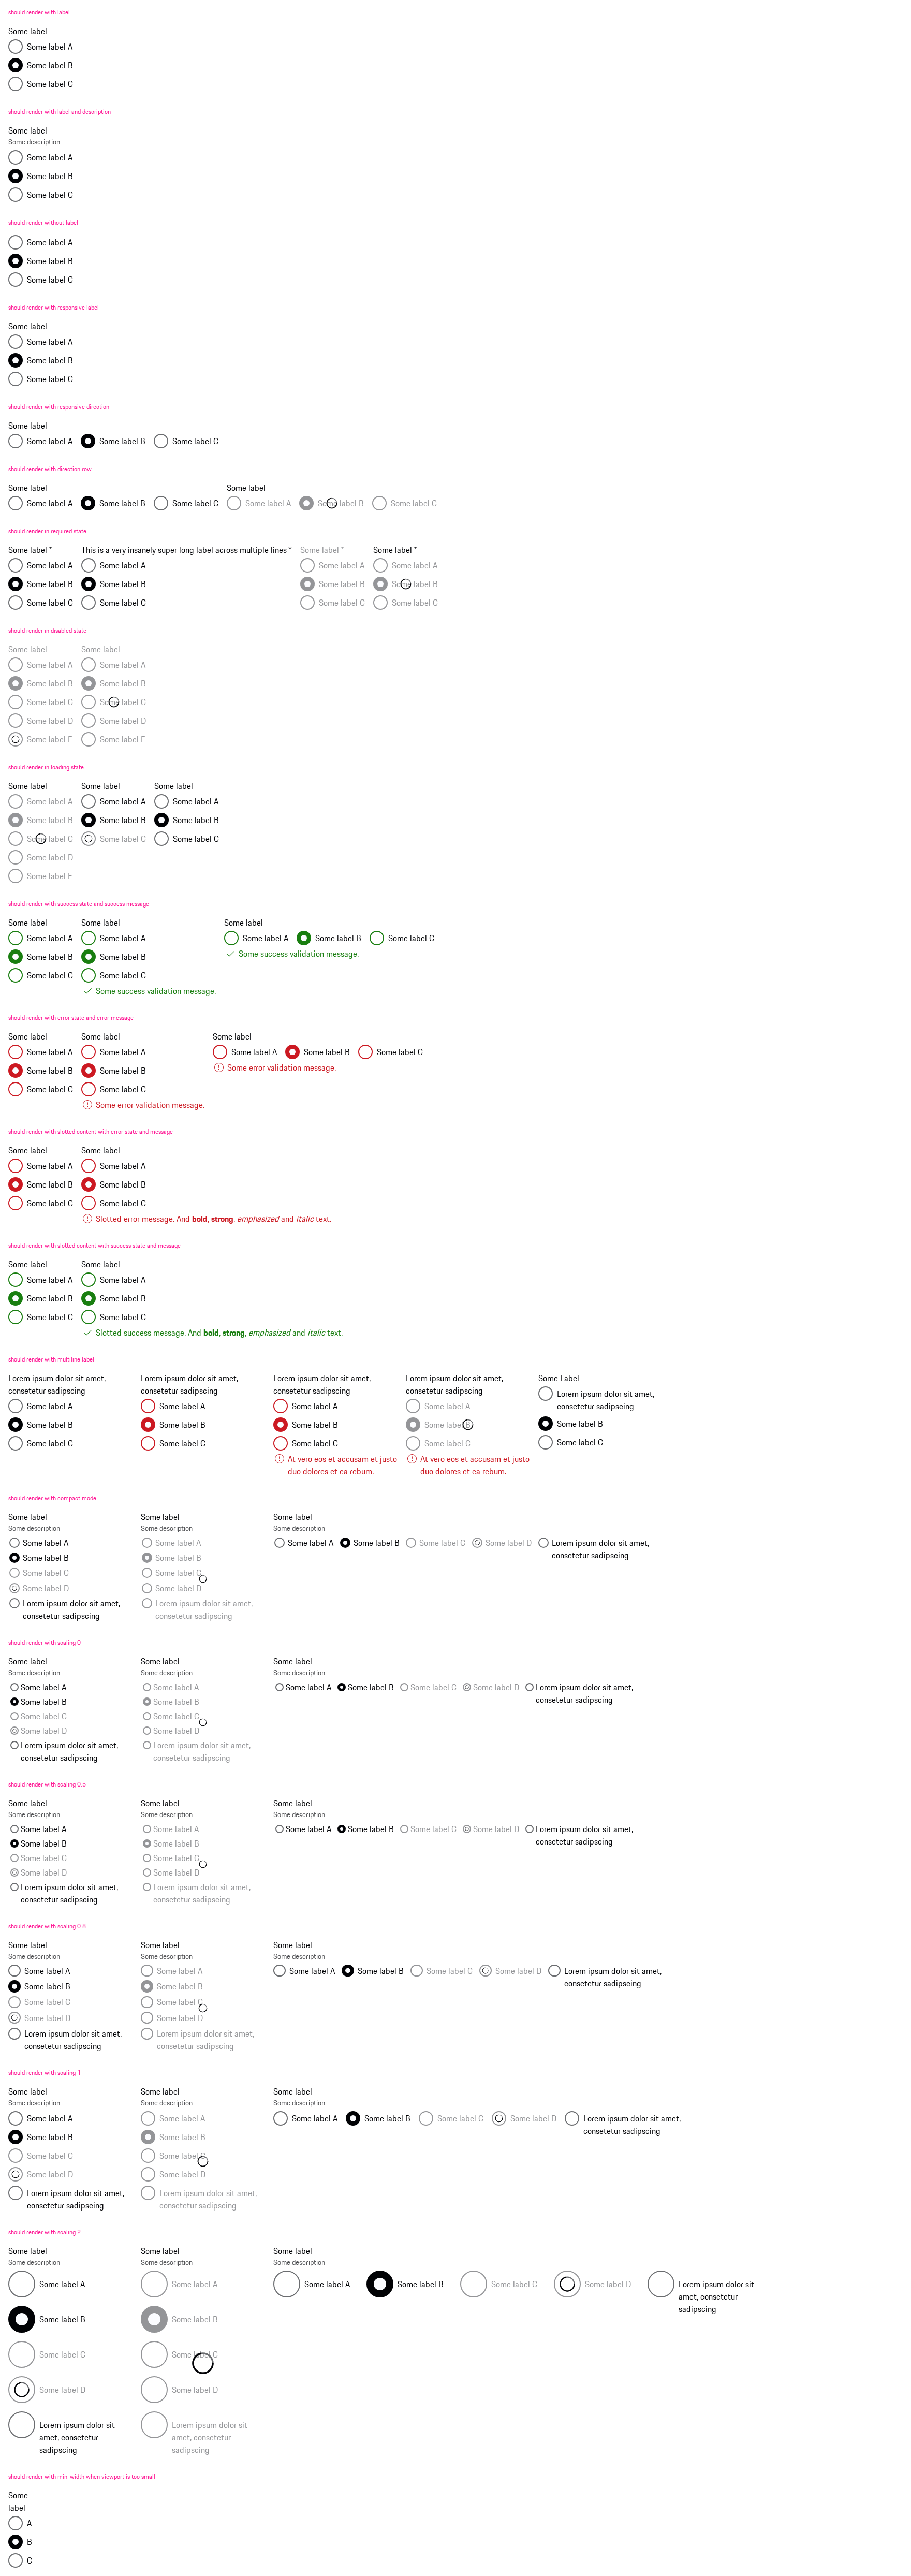 should render with label
Some label
Some label A
Some label B
Some label C
should render with label and description
Some label
Some description
Some label A
Some label B
Some label C
should render without label
Some label A
Some label B
Some label C
should render with responsive label
Some label
Some label A
Some label B
Some label C
should render with responsive direction
Some label
Some label A Some label B Some label C
should render with direction row
Some label Some label
Some label A Some label B Some label C Some label A Some label B Some label C
should render in required state
Some label * This is a very insanely super long label across multiple lines * Some label * Some label *
Some label A Some label A Some label A Some label A
Some label B Some label B Some label B Some label B
Some label C Some label C Some label C Some label C
should render in disabled state
Some label Some label
Some label A Some label A
Some label B Some label B
Some label C Some label C
Some label D Some label D
Some label E Some label E
should render in loading state
Some label Some label Some label
Some label A Some label A Some label A
Some label B Some label B Some label B
Some label C Some label C Some label C
Some label D
Some label E
should render with success state and success message
Some label Some label Some label
Some label A Some label A Some label A Some label B Some label C
Some label B Some label B Some success validation message.
Some label C Some label C
Some success validation message.
should render with error state and error message
Some label Some label Some label
Some label A Some label A Some label A Some label B Some label C
Some label B Some label B Some error validation message.
Some label C Some label C
Some error validation message.
should render with slotted content with error state and message
Some label Some label
Some label A Some label A
Some label B Some label B
Some label C Some label C
Slotted error message. And bold, strong, emphasized and italic text.
should render with slotted content with success state and message
Some label Some label
Some label A Some label A
Some label B Some label B
Some label C Some label C
Slotted success message. And bold, strong, emphasized and italic text.
should render with multiline label
Lorem ipsum dolor sit amet, Lorem ipsum dolor sit amet, Lorem ipsum dolor sit amet, Lorem ipsum dolor sit amet, Some Label
consetetur sadipscing consetetur sadipscing consetetur sadipscing consetetur sadipscing Lorem ipsum dolor sit amet,
Some label A Some label A Some label A Some label A consetetur sadipscing
Some label B Some label B Some label B Some label B Some label B
Some label C Some label C Some label C Some label C Some label C
At vero eos et accusam et justo At vero eos et accusam et justo
duo dolores et ea rebum. duo dolores et ea rebum.
should render with compact mode
Some label Some label Some label
Some description Some description Some description
Some label A Some label A Some label A Some label B Some label C Some label D Lorem ipsum dolor sit amet,
Some label B Some label B consetetur sadipscing
Some label C Some label C
Some label D Some label D
Lorem ipsum dolor sit amet, Lorem ipsum dolor sit amet,
consetetur sadipscing consetetur sadipscing
should render with scaling 0
Some label Some label Some label
Some description Some description Some description
Some label A Some label A Some label A Some label B Some label C Some label D Lorem ipsum dolor sit amet,
Some label B Some label B consetetur sadipscing
Some label C Some label C
Some label D Some label D
Lorem ipsum dolor sit amet, Lorem ipsum dolor sit amet,
consetetur sadipscing consetetur sadipscing
should render with scaling 0.5
Some label Some label Some label
Some description Some description Some description
Some label A Some label A Some label A Some label B Some label C Some label D Lorem ipsum dolor sit amet,
Some label B Some label B consetetur sadipscing
Some label C Some label C
Some label D Some label D
Lorem ipsum dolor sit amet, Lorem ipsum dolor sit amet,
consetetur sadipscing consetetur sadipscing
should render with scaling 0.8
Some label Some label Some label
Some description Some description Some description
Some label A Some label A Some label A Some label B Some label C Some label D Lorem ipsum dolor sit amet,
Some label B Some label B consetetur sadipscing
Some label C Some label C
Some label D Some label D
Lorem ipsum dolor sit amet, Lorem ipsum dolor sit amet,
consetetur sadipscing consetetur sadipscing
should render with scaling 1
Some label Some label Some label
Some description Some description Some description
Some label A Some label A Some label A Some label B Some label C Some label D Lorem ipsum dolor sit amet,
Some label B Some label B consetetur sadipscing
Some label C Some label C
Some label D Some label D
Lorem ipsum dolor sit amet, Lorem ipsum dolor sit amet,
consetetur sadipscing consetetur sadipscing
should render with scaling 2
Some label Some label Some label
Some description Some description Some description
Some label A Some label A Some label A Some label B Some label C Some label D Lorem ipsum dolor sit
amet, consetetur
sadipscing
Some label B Some label B
Some label C Some label C
Some label D Some label D
Lorem ipsum dolor sit Lorem ipsum dolor sit
amet, consetetur amet, consetetur
sadipscing sadipscing
should render with min-width when viewport is too small
Some
label
A
B
C